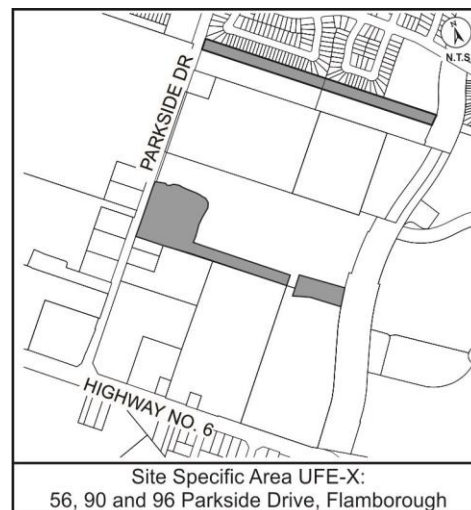 N
N.T.S.
PARKSIDE DR
HIGHWAY NO. 6
Site Specific Area UFE-X:
56, 90 and 96 Parkside Drive, Flamborough